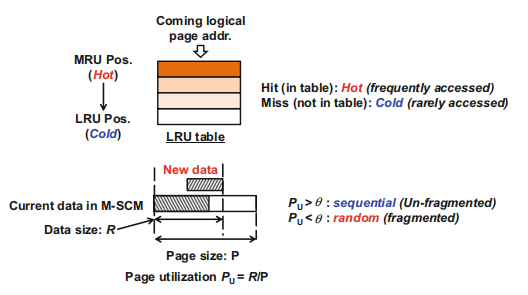 Coming logical
page addr.
MRU Pos.
(Hot)
LRU Pos.
(Cold)
LRU table
Hit (in table): Hot (frequently accessed)
Miss (not in table): Cold (rarely accessed)
New data
Current data in M-SCM
Data size: R
Page size: P
Page utilization PU = R/P
PU > θ : sequential (Un-fragmented)
PU < θ : random (fragmented)